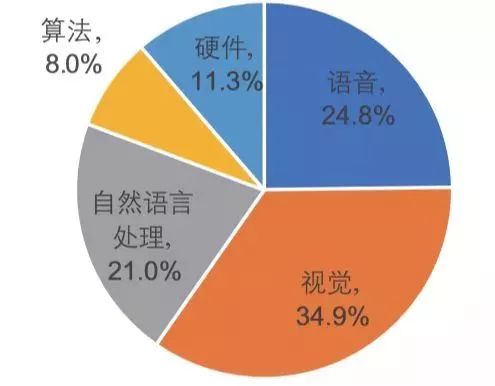 算法,
8.0%
硬件,
11.3%
语音,
24.8%
自然语言
处理,
21.0%
视觉,
34.9%